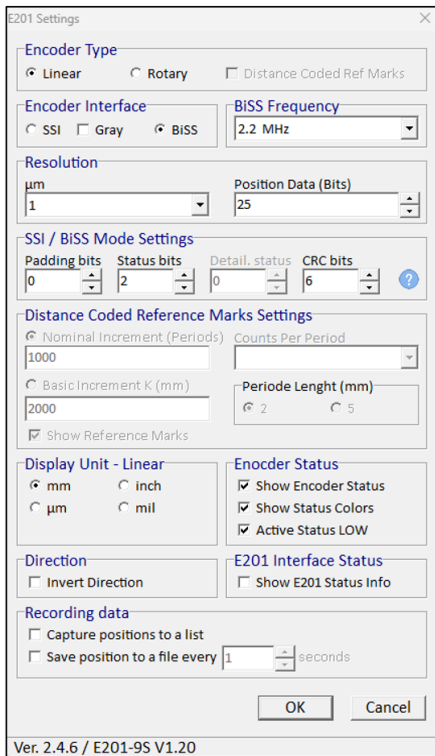 E201 Settings
Encoder Type
Linear Rotary Distance Coded Ref Marks
Encoder Interface BiSS Frequency
SSI Gray BiSS 2.2 MHz
Resolution
µm Position Data (Bits)
1 25
SSI / BiSS Mode Settings
Padding bits Status bits Detail. status CRC bits
0 2 0 6 ?
Distance Coded Reference Marks Settings
Nominal Increment (Periods) Counts Per Period
1000
Basic Increment K (mm) Periode Lenght (mm)
2000 2 5
Show Reference Marks
Display Unit - Linear Enocder Status
mm inch Show Encoder Status
µm mil Show Status Colors
Active Status LOW
Direction E201 Interface Status
Invert Direction Show E201 Status Info
Recording data
Capture positions to a list
Save position to a file every 1 seconds
OK Cancel
Ver. 2.4.6 / E201-9S V1.20